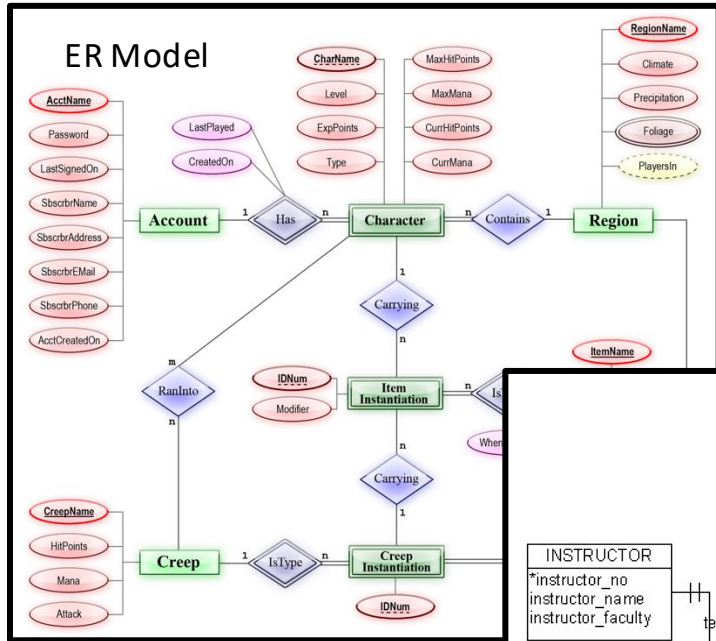 ER Model
AcctName
Password
LastSignedOn
SbscrbrName
SbscrbrAddress
SbscrbrEMail
SbscrbrPhone
AcctCreatedOn
LastPlayed
CreatedOn
CharName
Level
ExpPoints
Type
MaxHitPoints
MaxMana
CurrHitPoints
CurrMana
RegionName
Climate
Precipitation
Foliage
PlayersIn
Account
1
Has
n
Character
n
Contains
1
Region
1
Carrying
n
m
RanInto
n
IDNum
Modifier
Item
Instantiation
n
ItemName
n
Carrying
1
CreepName
HitPoints
Mana
Attack
Creep
1
IsType
n
Creep
Instantiation
IDNum
INSTRUCTOR
*instructor_no
instructor_name
instructor_faculty